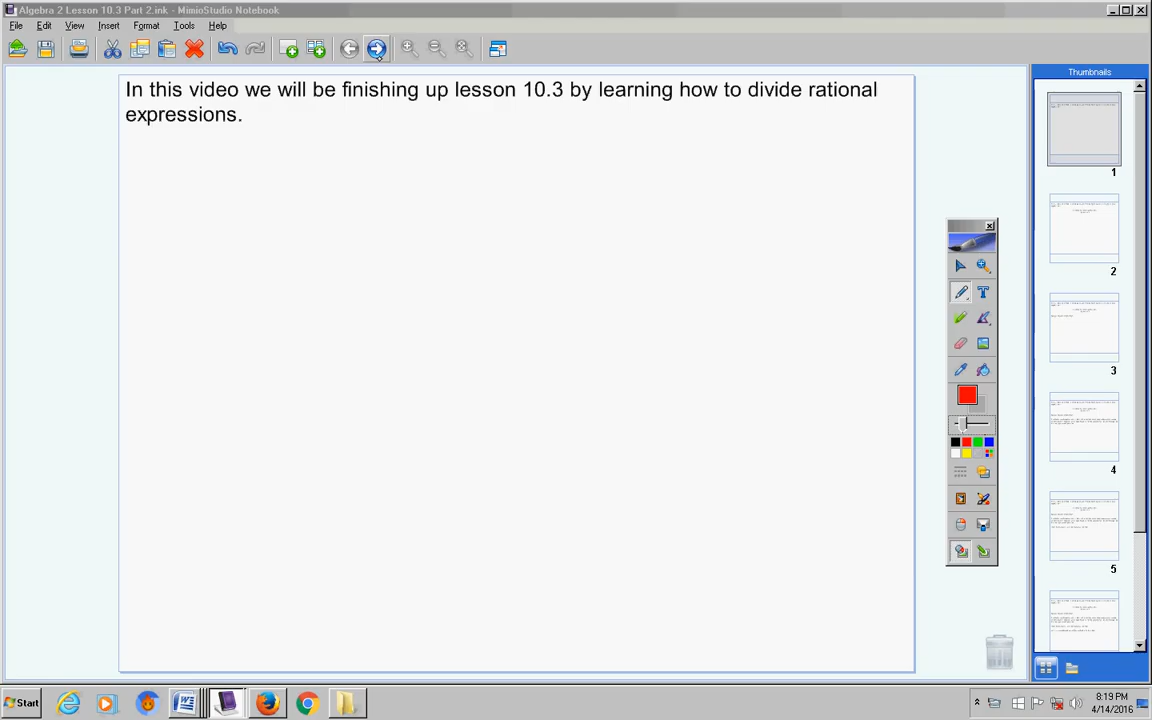 Algebra 2 Lesson 10.3 Part 2.ink - MimioStudio Notebook
File Edit View Insert Format Tools Help
In this video we will be finishing up lesson 10.3 by learning how to divide rational
expressions.
Thumbnails
1
2
3
4
5
Start
8:19 PM
4/14/2016